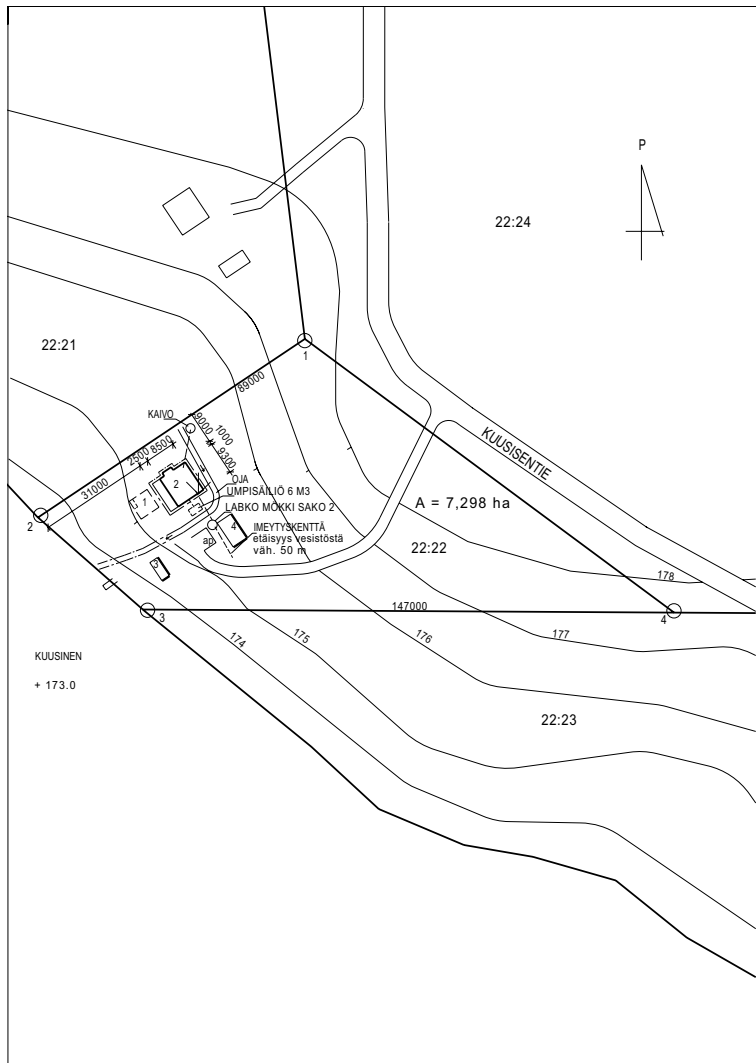 P
22:24
22:21
1
89000
KAIVO
9000
1000
9300
2500
8500
31000
KUUSISENTIE
OJA
UMPISÄILIÖ 6 M3
LABKO MÖKKI SAKO 2
A = 7,298 ha
2
1
2
4
IMEYTYSKENTTÄ
etäisyys vesistöstä
väh. 50 m
ap
22:22
3
178
147000
3
4
174
175
176
177
KUUSINEN
+ 173.0
22:23